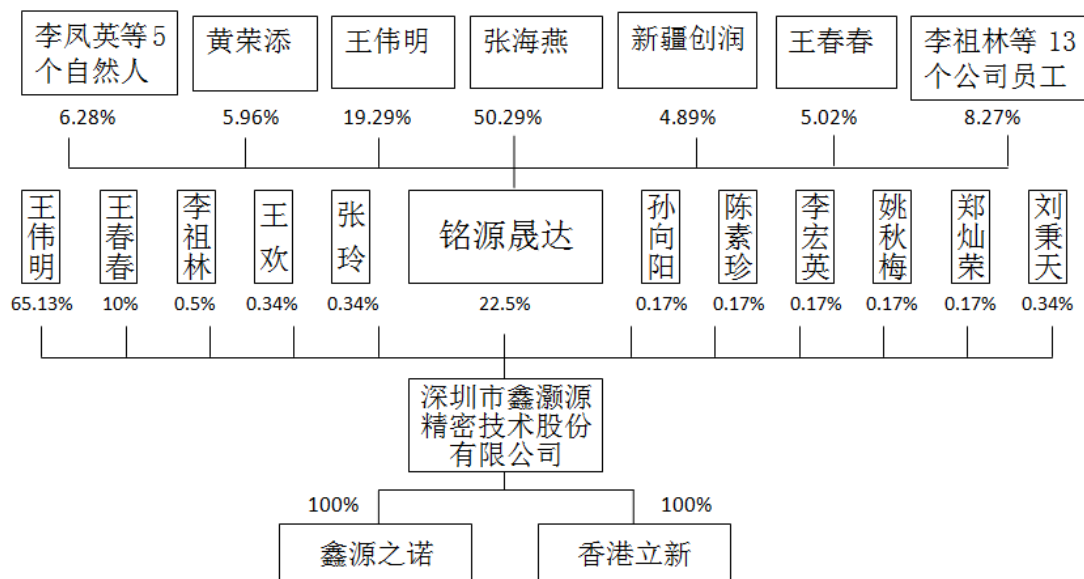 李凤英等5
个自然人
黄荣添
王伟明
张海燕
新疆创润
王春春
李祖林等 13
个公司员工
6.28%
5.96%
19.29%
50.29%
4.89%
5.02%
8.27%
王伟明
王春春
李祖林
王欢
张玲
铭源晟达
孙向阳
陈素珍
李宏英
姚秋梅
郑灿荣
刘秉天
65.13%
10%
0.5%
0.34%
0.34%
22.5%
0.17%
0.17%
0.17%
0.17%
0.17%
0.34%
深圳市鑫灏源
精密技术股份
有限公司
100%
100%
鑫源之诺
香港立新